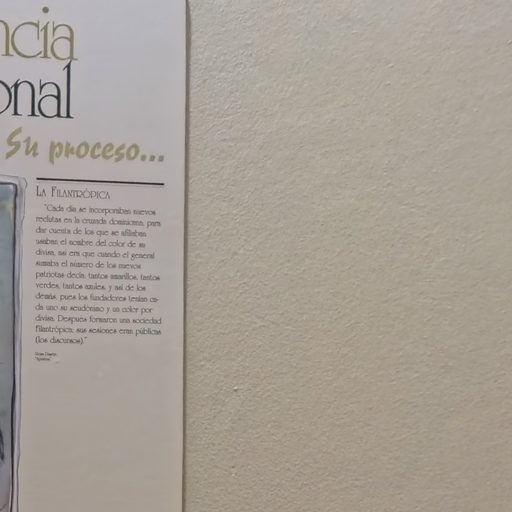 ncia
onal
Su proceso...
LA FILANTRÓPICA
"Cada día se incorporaban nuevos
reclutas en la cruzada dominicana, para
dar cuenta de los que se afiliaban
usaban el nombre del color de su
divisa, así era que cuando el general
sumaba el número de los nuevos
patriotas decía: tantos amarillos, tantos
verdes, tantos azules, y así de los
demás, pues los fundadores tenían ca-
da uno su seudónimo y un color por
divisa. Después formaron una sociedad
Filantrópica; sus sesiones eran públicas
(los discursos)."